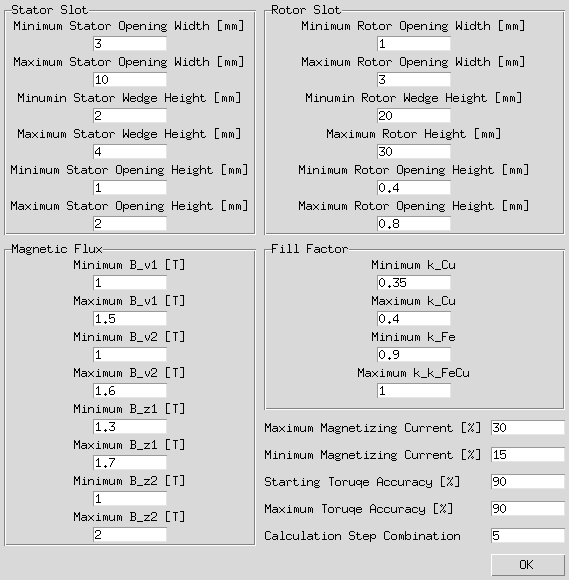 Stator Slot
Minimum Stator Opening Width [mm]
3
Maximum Stator Opening Width [mm]
10
Minumin Stator Wedge Height [mm]
2
Maximum Stator Wedge Height [mm]
4
Minimum Stator Opening Height [mm]
1
Maximum Stator Opening Height [mm]
2
Rotor Slot
Minimum Rotor Opening Width [mm]
1
Maximum Rotor Opening Width [mm]
3
Minumin Rotor Wedge Height [mm]
20
Maximum Rotor Height [mm]
30
Minimum Rotor Opening Height [mm]
0.4
Maximum Rotor Opening Height [mm]
0.8
Magnetic Flux
Minimum B_v1 [T]
1
Maximum B_v1 [T]
1.5
Minimum B_v2 [T]
1
Maximum B_v2 [T]
1.6
Minimum B_z1 [T]
1.3
Maximum B_z1 [T]
1.7
Minimum B_z2 [T]
1
Maximum B_z2 [T]
2
Fill Factor
Minimum k_Cu
0.35
Maximum k_Cu
0.4
Minimum k_Fe
0.9
Maximum k_k_FeCu
1
Maximum Magnetizing Current [%] 30
Minimum Magnetizing Current [%] 15
Starting Toruqe Accuracy [%] 90
Maximum Toruqe Accuracy [%] 90
Calculation Step Combination 5
OK